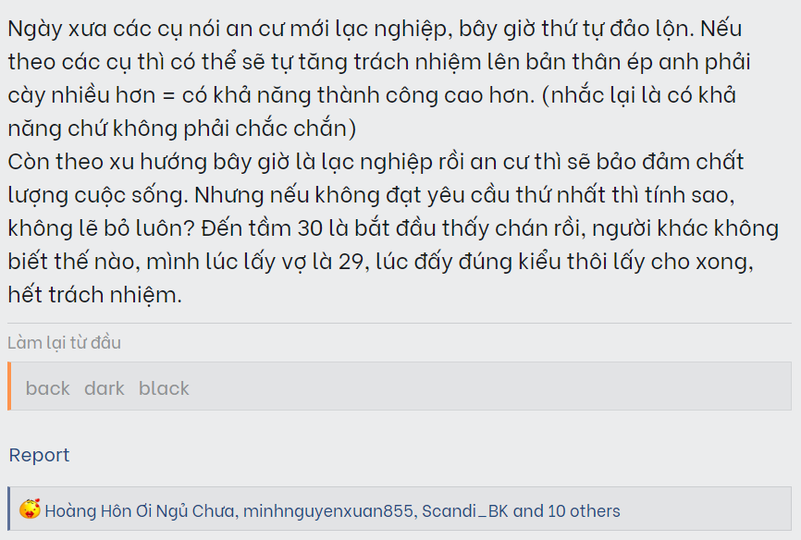 Ngày xưa các cụ nói an cư mới lạc nghiệp, bây giờ thứ tự đảo lộn. Nếu
theo các cụ thì có thể sẽ tự tăng trách nhiệm lên bản thân ép anh phải
cày nhiều hơn = có khả năng thành công cao hơn. (nhắc lại là có khả
năng chứ không phải chắc chắn)
Còn theo xu hướng bây giờ là lạc nghiệp rồi an cư thì sẽ bảo đảm chất
lượng cuộc sống. Nhưng nếu không đạt yêu cầu thứ nhất thì tính sao,
không lẽ bỏ luôn? Đến tầm 30 là bắt đầu thấy chán rồi, người khác không
biết thế nào, mình lúc lấy vợ là 29, lúc đấy đúng kiểu thôi lấy cho xong,
hết trách nhiệm.
Làm lại từ đầu
back dark black
Report
Hoàng Hôn Ơi Ngủ Chưa, minhnguyenxuan855, Scandi_BK and 10 others